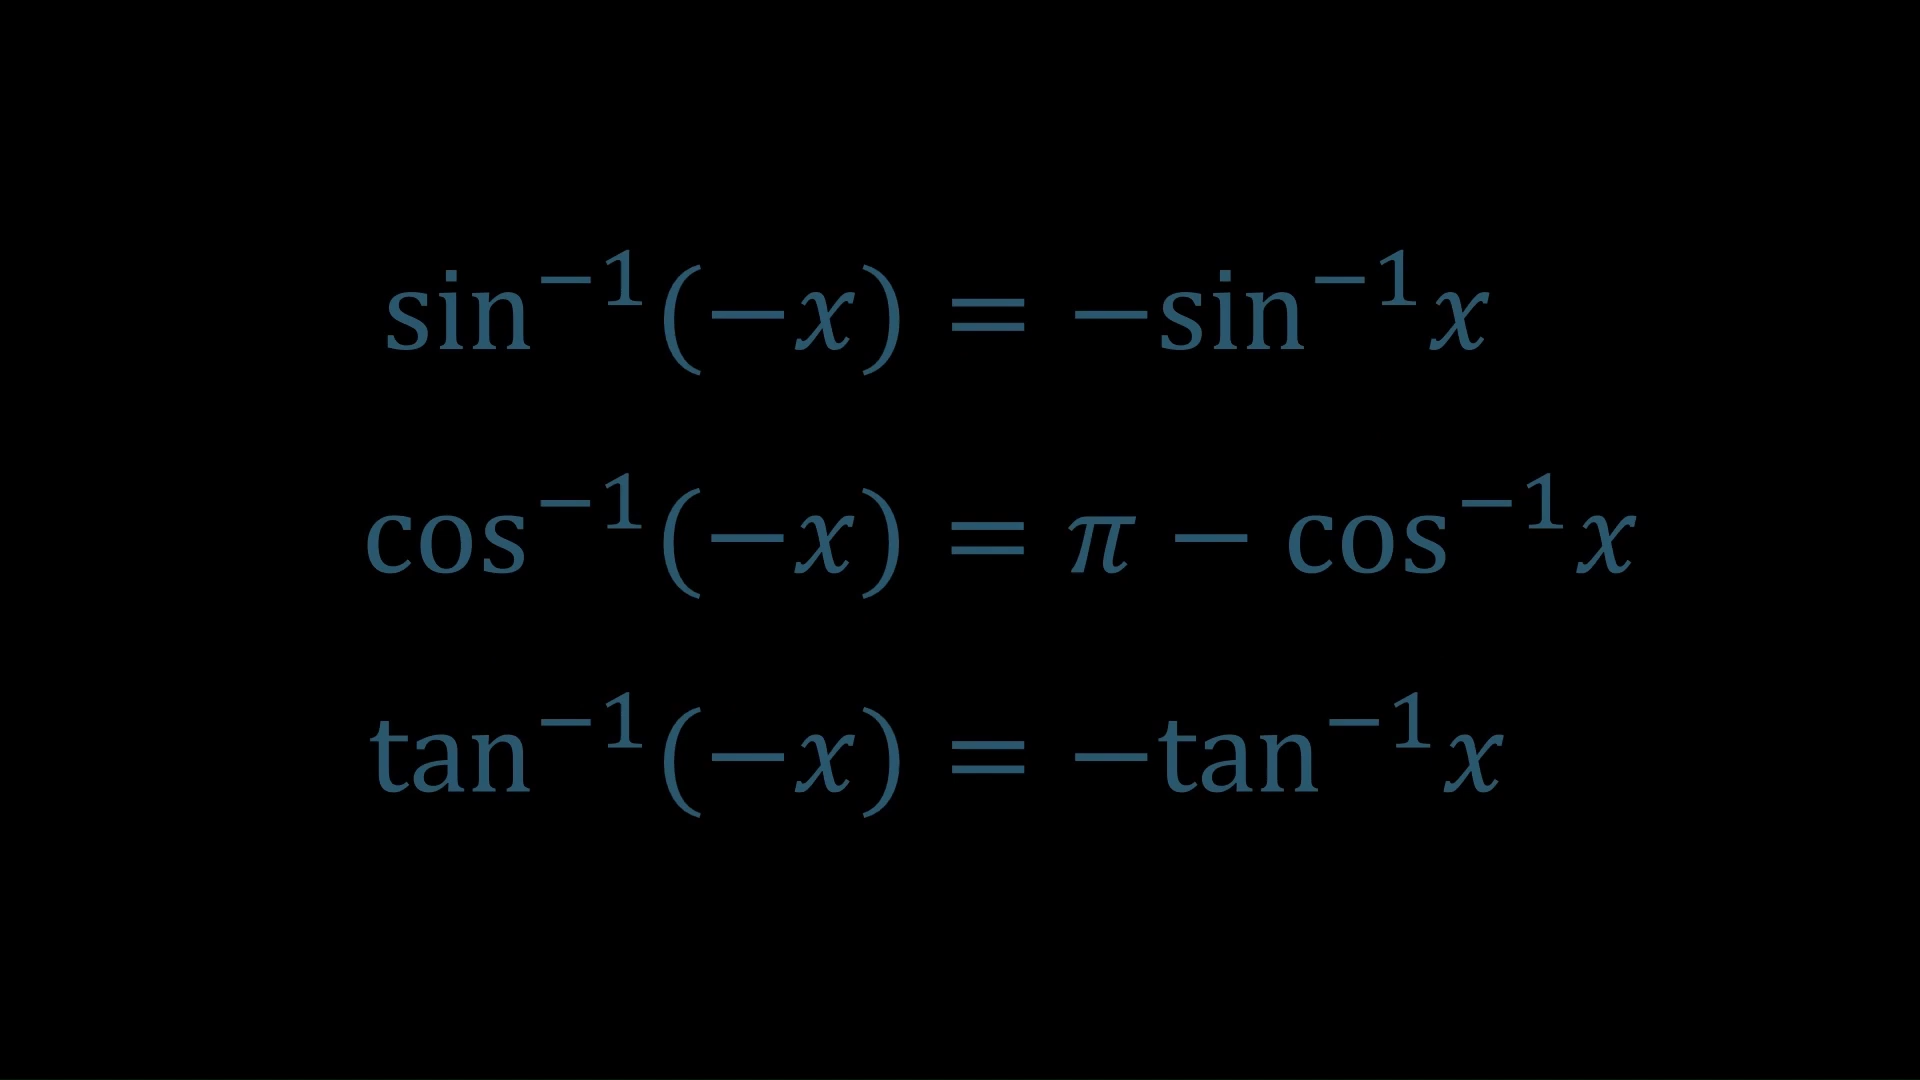 sin⁻¹(−x) = −sin⁻¹x
cos⁻¹(−x) = π − cos⁻¹x
tan⁻¹(−x) = −tan⁻¹x